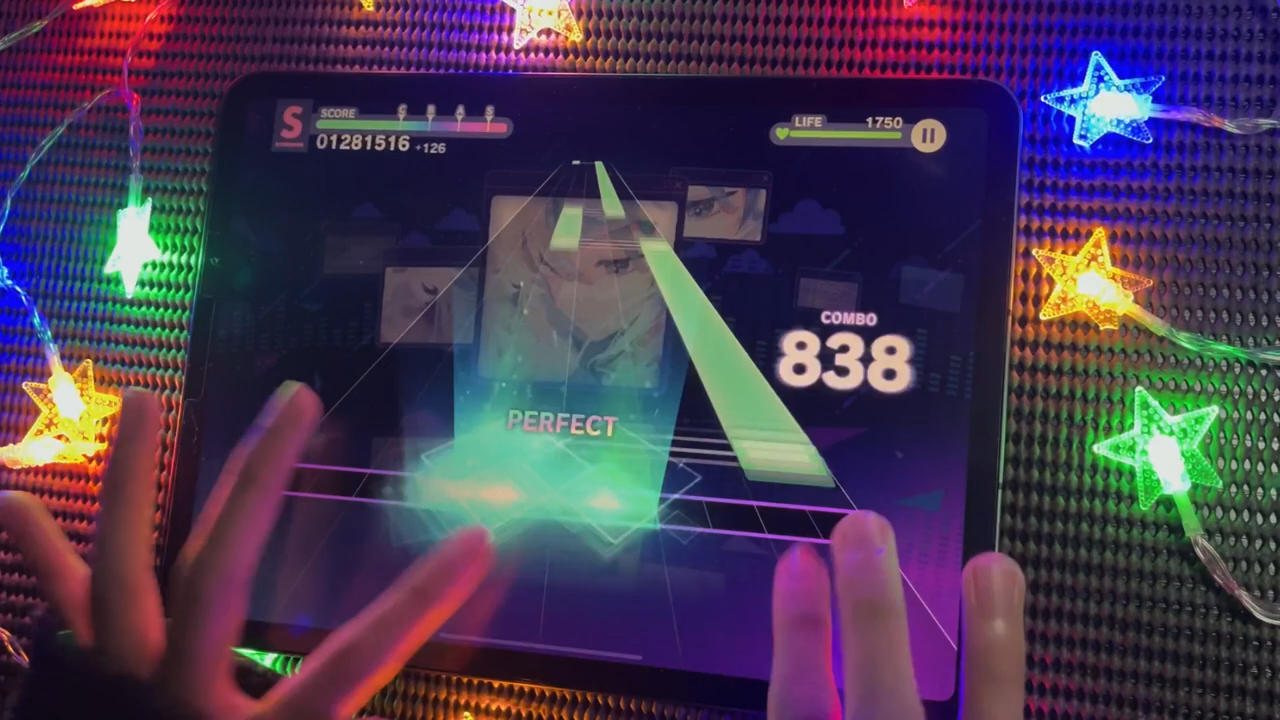 S
SCORE
C B A S
01281516 +126
LIFE 1750
COMBO
838
PERFECT